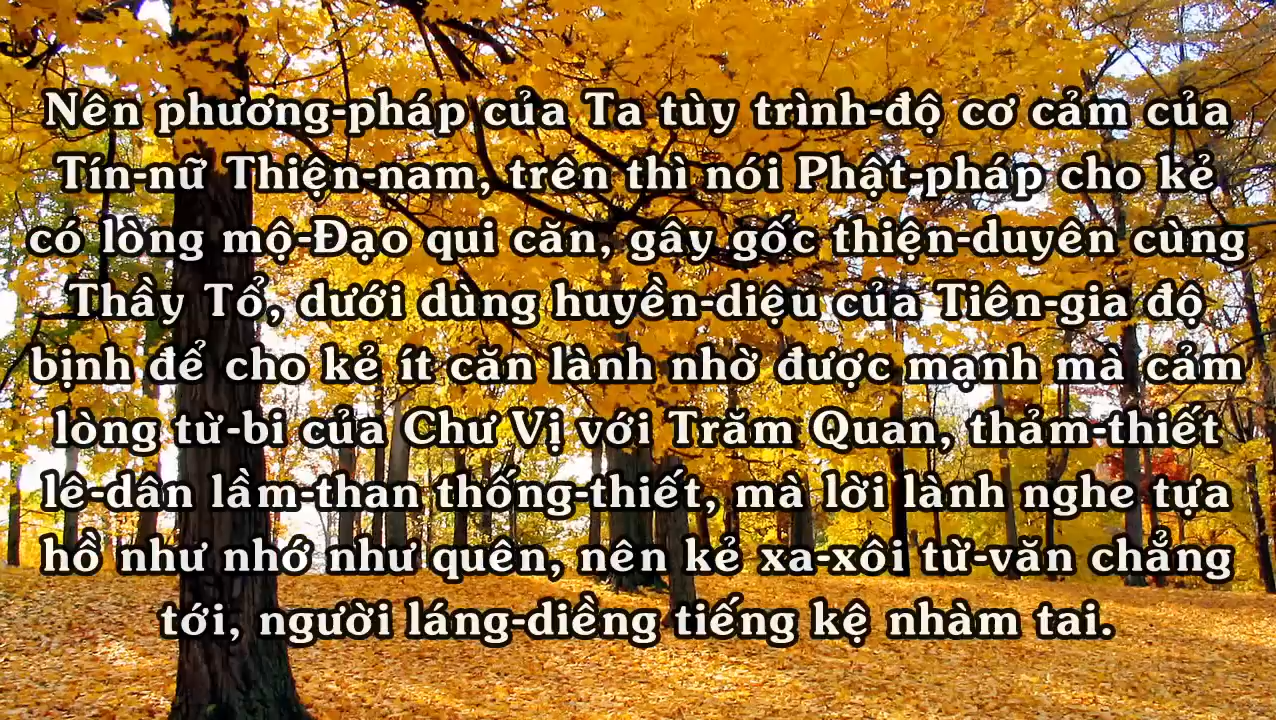 Nên phương-pháp của Ta tùy trình-độ cơ cảm của
Tín-nữ Thiện-nam, trên thì nói Phật-pháp cho kẻ
có lòng mộ-Đạo qui căn, gây gốc thiện-duyên cùng
Thầy Tổ, dưới dùng huyền-diệu của Tiên-gia độ
bịnh để cho kẻ ít căn lành nhờ được mạnh mà cảm
lòng từ-bi của Chư Vị với Trăm Quan, thảm-thiết
lê-dân lầm-than thống-thiết, mà lời lành nghe tựa
hồ như nhớ như quên, nên kẻ xa-xôi từ-văn chẳng
tới, người láng-diềng tiếng kệ nhàm tai.